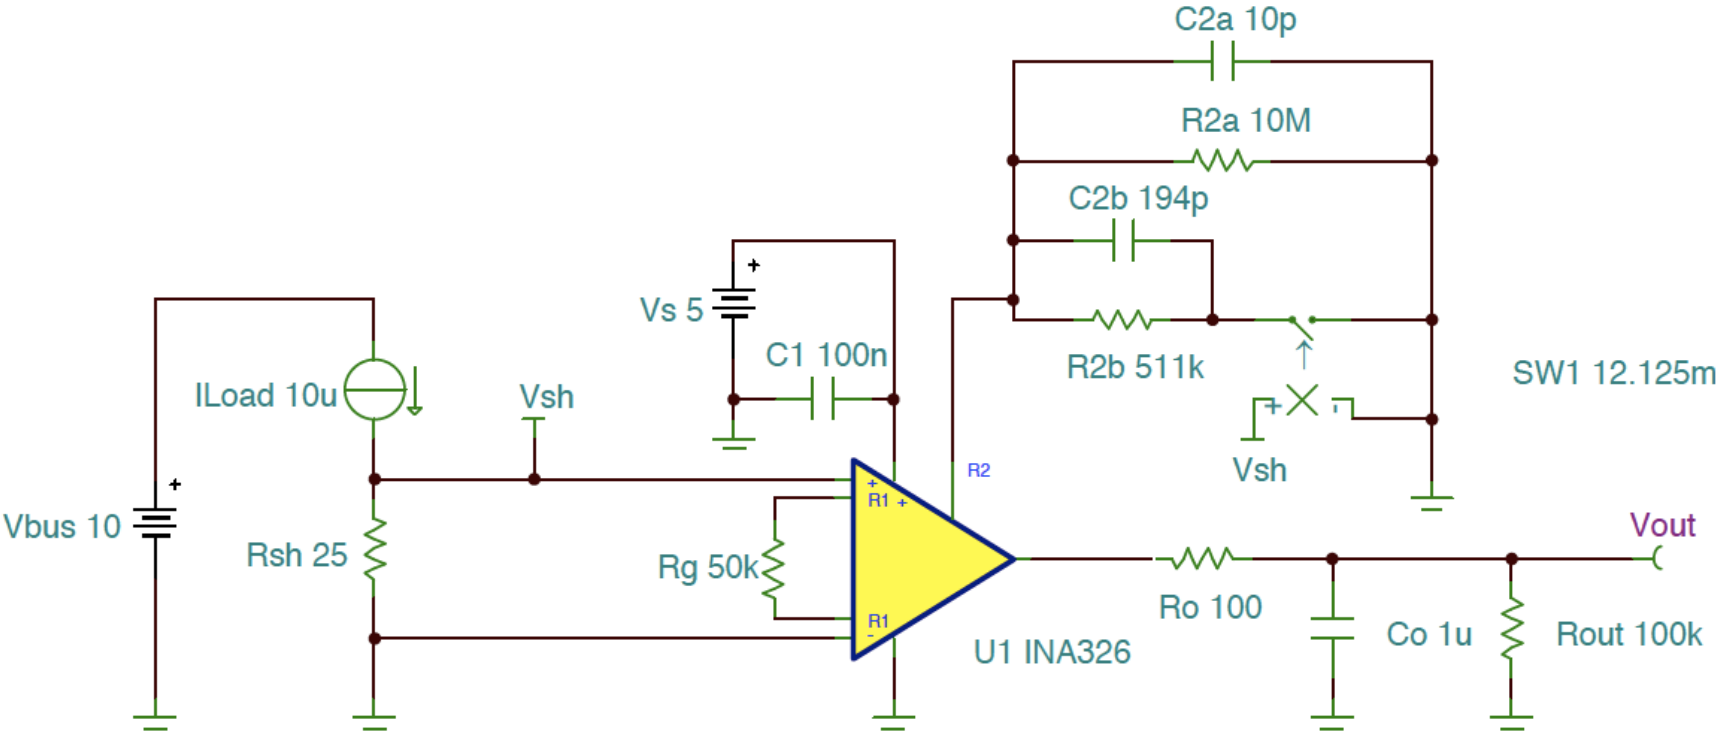 C2a 10p
R2a 10M
C2b 194p
+
Vs 5
C1 100n
R2b 511k
SW1 12.125m
ILoad 10u
Vsh
+ -
Vsh
R2
+
R1 +
Vbus 10
+
Rsh 25
Rg 50k
R1
-
U1 INA326
Ro 100
Vout
Co 1u
Rout 100k